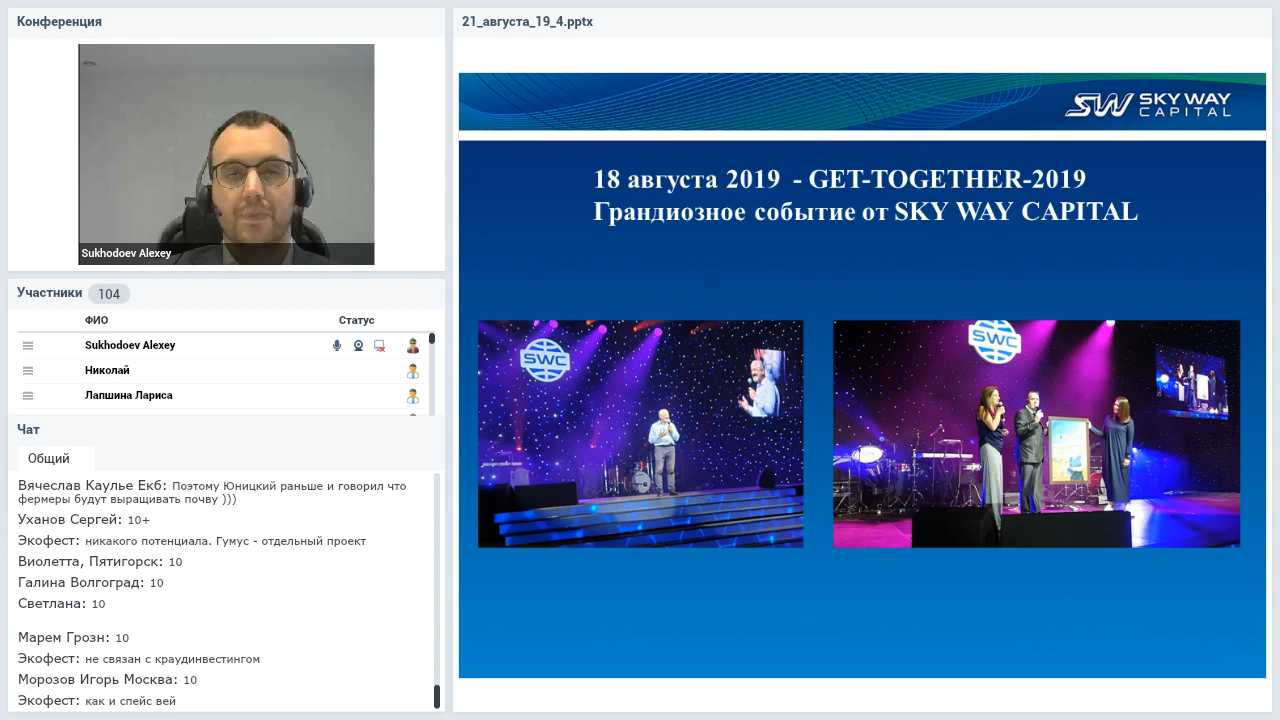 Конференция
Sukhodoev Alexey
Участники 104
ФИО Статус
Sukhodoev Alexey
Николай
Лапшина Лариса
Чат
Общий
Вячеслав Каулье Екб: Поэтому Юницкий раньше и говорил что
фермеры будут выращивать почву )))
Уханов Сергей: 10+
Экофест: никакого потенциала. Гумус - отдельный проект
Виолетта, Пятигорск: 10
Галина Волгоград: 10
Светлана: 10
Марем Грозн: 10
Экофест: не связан с краудинвестингом
Морозов Игорь Москва: 10
Экофест: как и спейс вей
21_августа_19_4.pptx
SW SKY WAY
CAPITAL
18 августа 2019 - GET-TOGETHER-2019
Грандиозное событие от SKY WAY CAPITAL
SWC
SWC